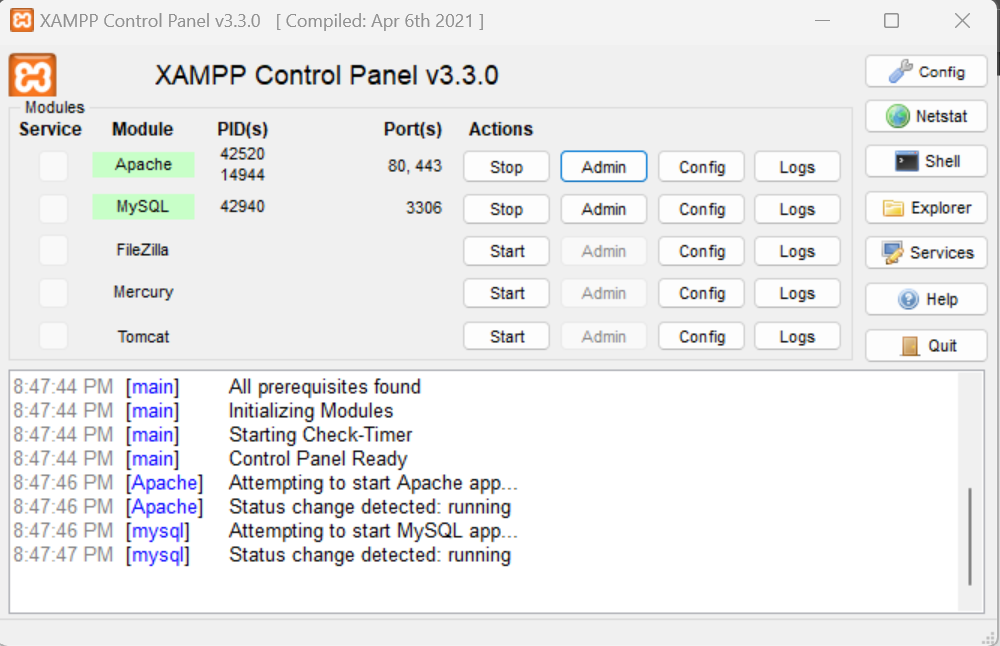 XAMPP Control Panel v3.3.0 [ Compiled: Apr 6th 2021 ]
XAMPP Control Panel v3.3.0
Config
Modules
Service Module PID(s) Port(s) Actions
Netstat
Apache 42520 14944 80, 443 Stop Admin Config Logs
Shell
MySQL 42940 3306 Stop Admin Config Logs
Explorer
FileZilla Start Admin Config Logs
Services
Mercury Start Admin Config Logs
Help
Tomcat Start Admin Config Logs
Quit
8:47:44 PM [main] All prerequisites found
8:47:44 PM [main] Initializing Modules
8:47:44 PM [main] Starting Check-Timer
8:47:44 PM [main] Control Panel Ready
8:47:46 PM [Apache] Attempting to start Apache app...
8:47:46 PM [Apache] Status change detected: running
8:47:46 PM [mysql] Attempting to start MySQL app...
8:47:47 PM [mysql] Status change detected: running